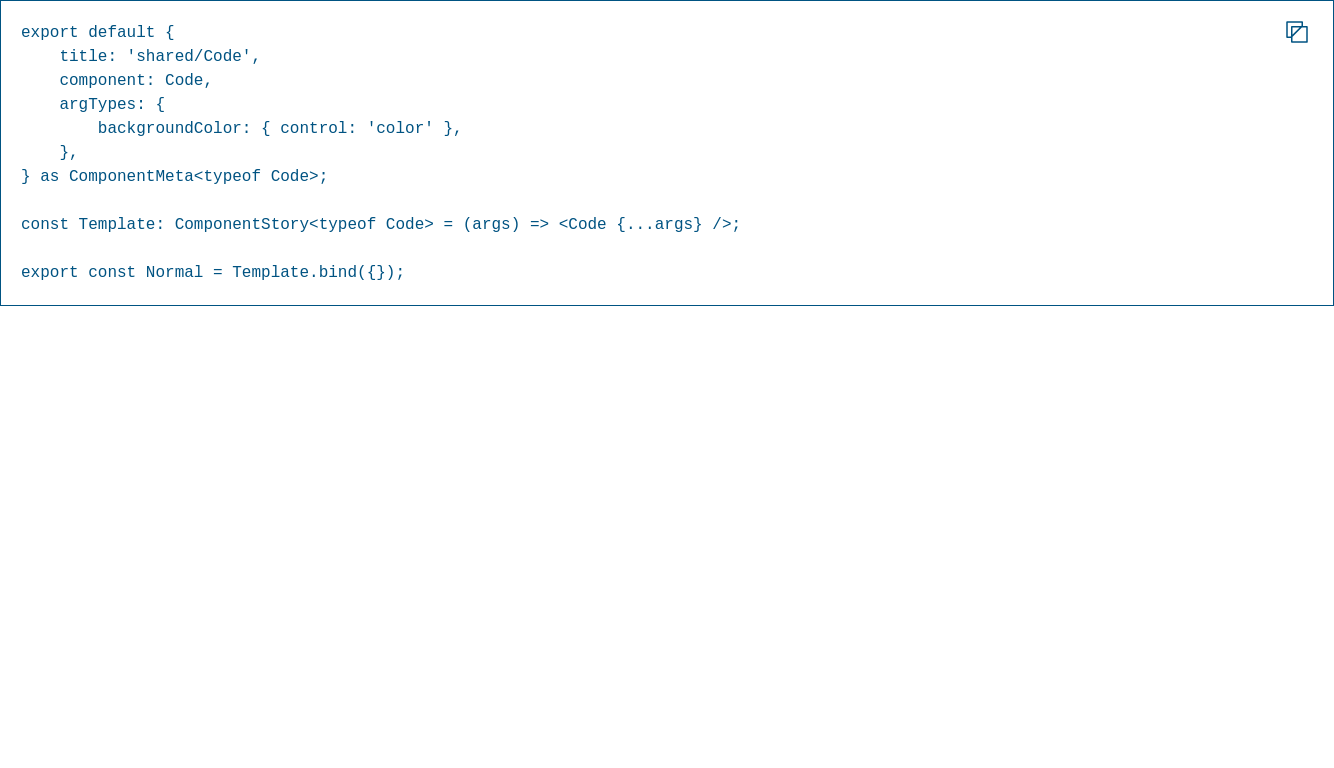 export default {
    title: 'shared/Code',
    component: Code,
    argTypes: {
        backgroundColor: { control: 'color' },
    },
} as ComponentMeta<typeof Code>;

const Template: ComponentStory<typeof Code> = (args) => <Code {...args} />;

export const Normal = Template.bind({});